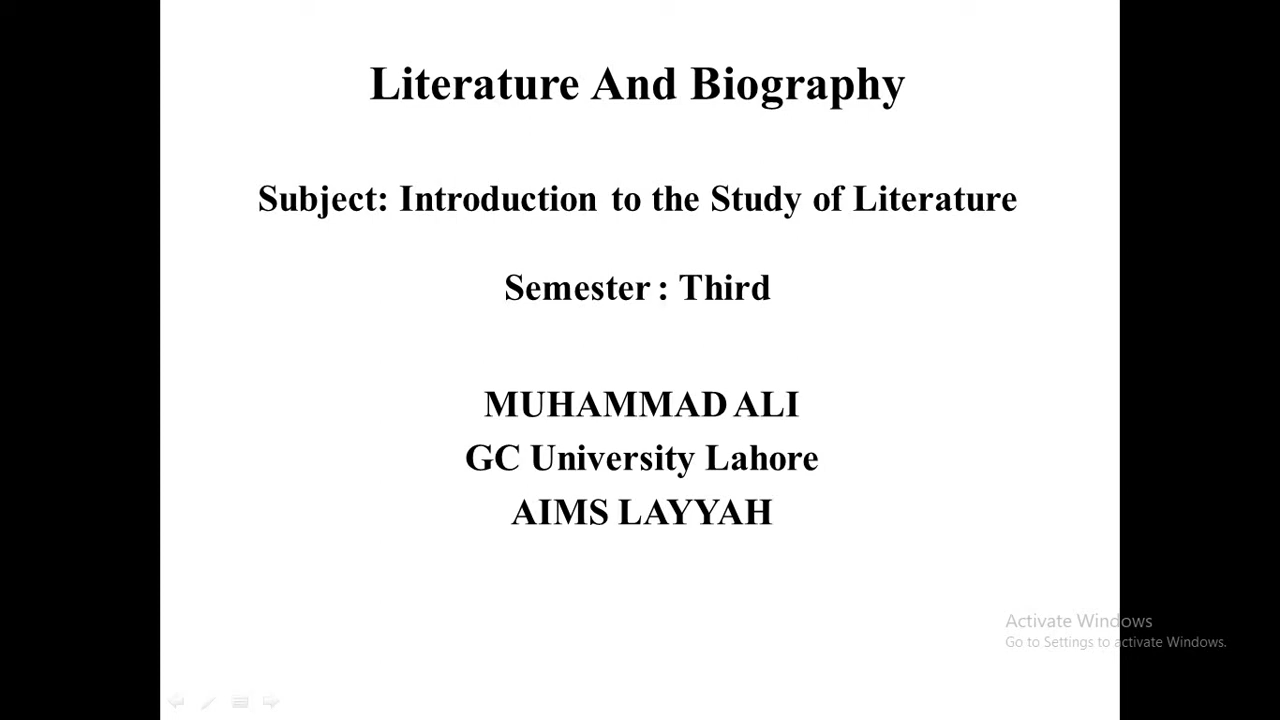 Literature And Biography
Subject: Introduction to the Study of Literature
Semester : Third
MUHAMMAD ALI
GC University Lahore
AIMS LAYYAH
Activate Windows
Go to Settings to activate Windows.